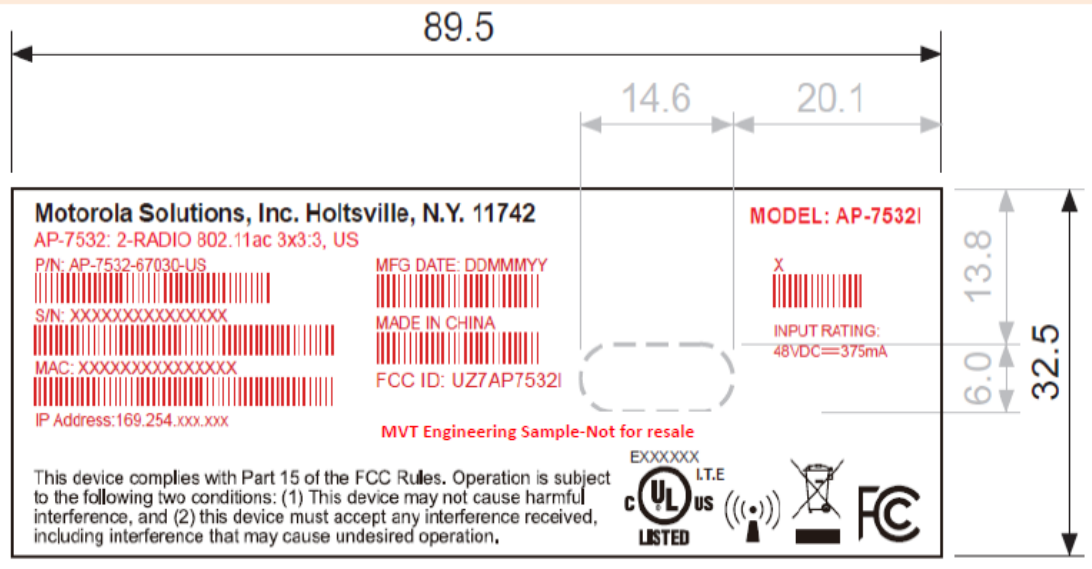 89.5
14.6
20.1
Motorola Solutions, Inc. Holtsville, N.Y. 11742
MODEL: AP-7532I
AP-7532: 2-RADIO 802.11ac 3x3:3, US
P/N: AP-7532-67030-US
MFG DATE: DDMMMYY
X
13.8
S/N: XXXXXXXXXXXXXXX
MADE IN CHINA
INPUT RATING:
48VDC⎓375mA
MAC: XXXXXXXXXXXXXXX
FCC ID: UZ7AP7532I
6.0
32.5
IP Address:169.254.xxx.xxx
MVT Engineering Sample-Not for resale
This device complies with Part 15 of the FCC Rules. Operation is subject
to the following two conditions: (1) This device may not cause harmful
interference, and (2) this device must accept any interference received,
including interference that may cause undesired operation.
EXXXXXX
I.T.E
C UL US
LISTED
FCC